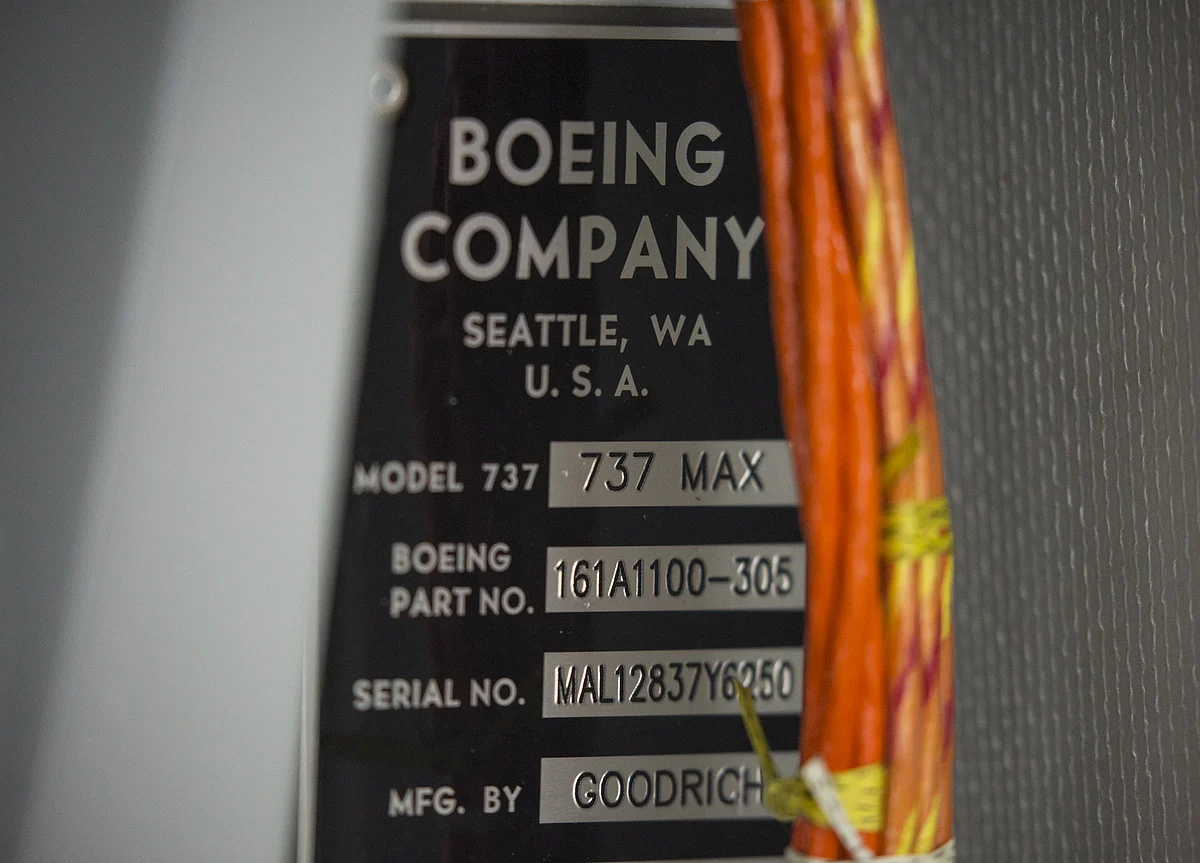 BOEING
COMPANY
SEATTLE, WA
U. S. A.
MODEL 737 737 MAX
BOEING
PART NO. 161A1100-305
SERIAL NO. MAL12837Y6250
MFG. BY GOODRICH